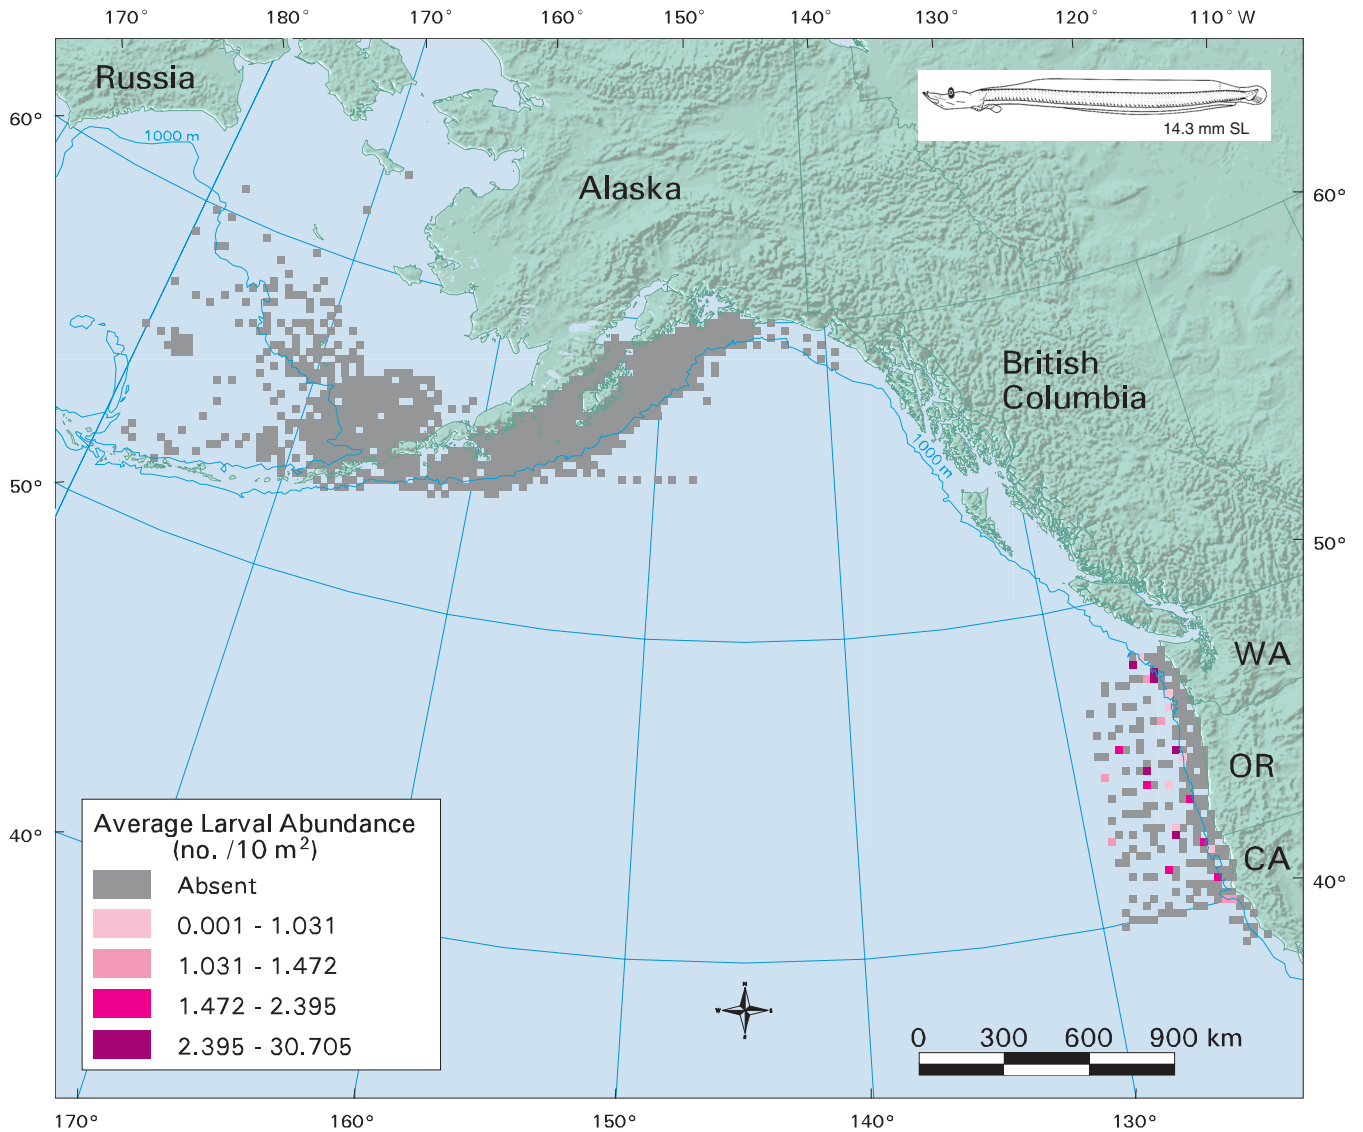 170° 180° 170° 160° 150° 140° 130° 120° 110° W
Russia
60°
1000 m
14.3 mm SL
Alaska
60°
British
Columbia
1000 m
50°
50°
WA
OR
CA
40°
40°
Average Larval Abundance
(no. /10 m²)
Absent
0.001 - 1.031
1.031 - 1.472
1.472 - 2.395
2.395 - 30.705
N
W
S
0 300 600 900 km
170° 160° 150° 140° 130°